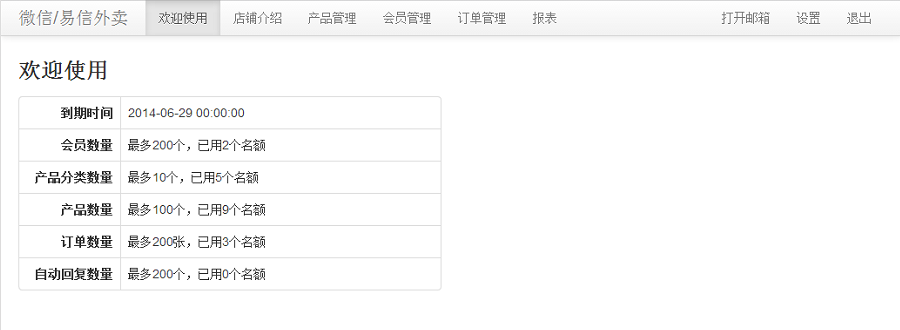 微信/易信外卖 欢迎使用 店铺介绍 产品管理 会员管理 订单管理 报表 打开邮箱 设置 退出
欢迎使用
到期时间 2014-06-29 00:00:00
会员数量 最多200个，已用2个名额
产品分类数量 最多10个，已用5个名额
产品数量 最多100个，已用9个名额
订单数量 最多200张，已用3个名额
自动回复数量 最多200个，已用0个名额